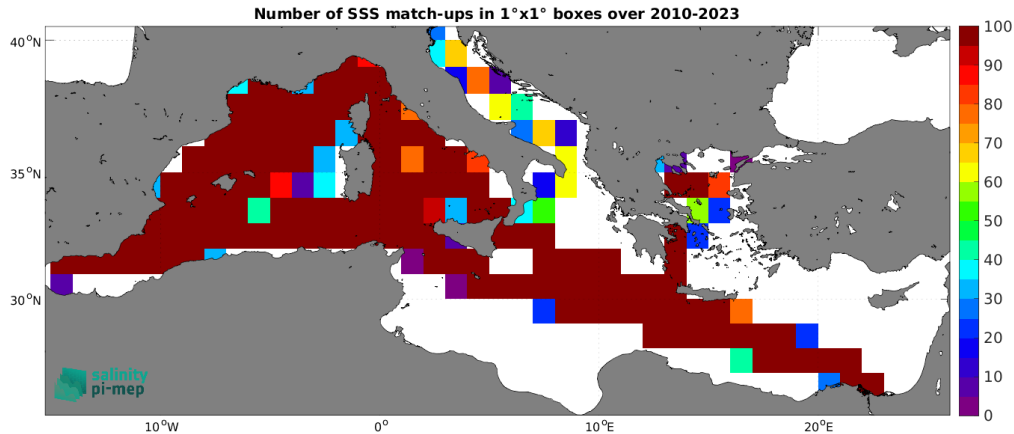 Number of SSS match-ups in 1°x1° boxes over 2010-2023
40°N
35°N
30°N
10°W
0°
10°E
20°E
100
90
80
70
60
50
40
30
20
10
0
salinity
pi-mep